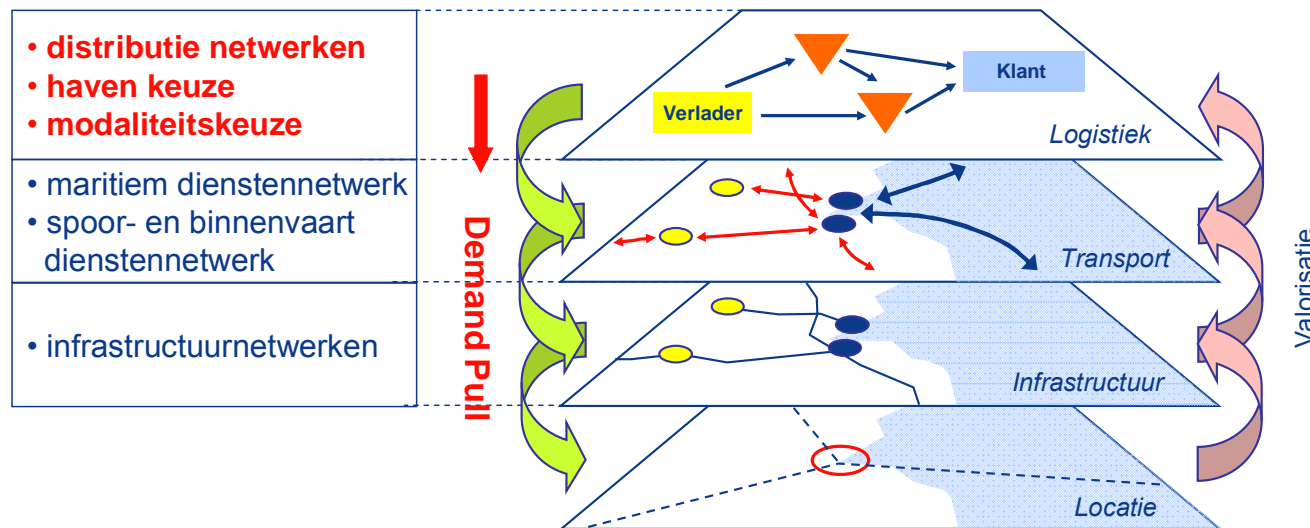 • distributie netwerken
• haven keuze
• modaliteitskeuze
• maritiem dienstennetwerk
• spoor- en binnenvaart
dienstennetwerk
• infrastructuurnetwerken
Demand Pull
Klant
Verlader
Logistiek
Transport
Infrastructuur
Locatie
Valorisatie